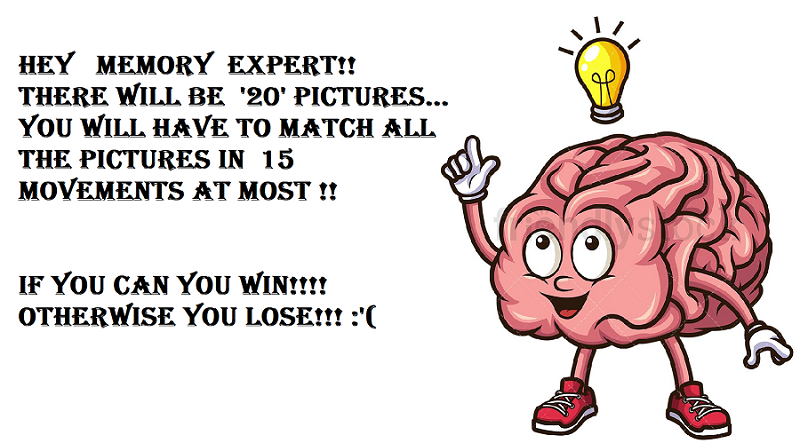 HEY MEMORY EXPERT!!
THERE WILL BE '20' PICTURES...
YOU WILL HAVE TO MATCH ALL
THE PICTURES IN 15
MOVEMENTS AT MOST !!
IF YOU CAN YOU WIN!!!!
OTHERWISE YOU LOSE!!! :'(